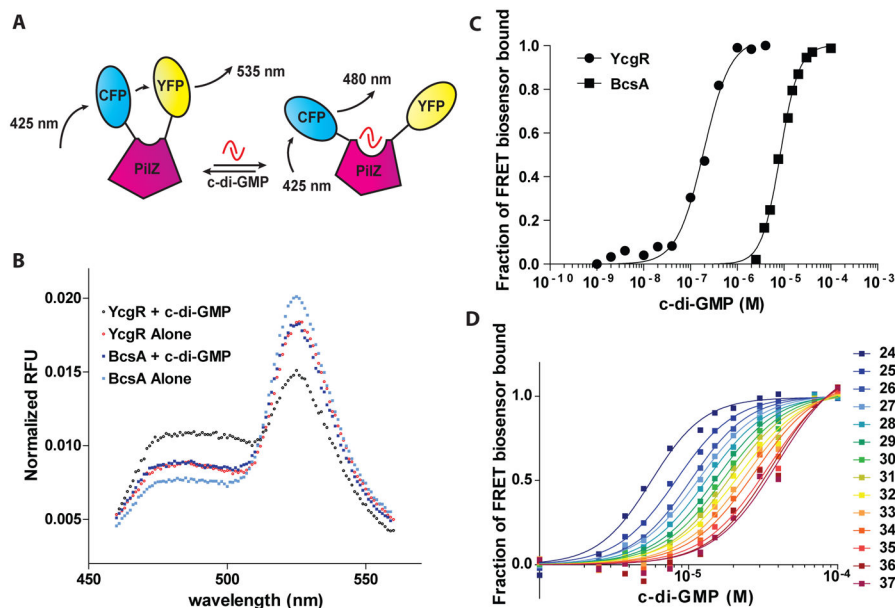 A
CFP
YFP
535 nm
425 nm
PilZ
c-di-GMP
480 nm
CFP
YFP
425 nm
PilZ
B
Normalized RFU
0.020
0.015
0.010
0.005
YcgR + c-di-GMP
YcgR Alone
BcsA + c-di-GMP
BcsA Alone
450
500
550
wavelength (nm)
C
Fraction of FRET biosensor bound
1.0
0.8
0.6
0.4
0.2
0.0
YcgR
BcsA
10⁻¹⁰ 10⁻⁹ 10⁻⁸ 10⁻⁷ 10⁻⁶ 10⁻⁵ 10⁻⁴ 10⁻³
c-di-GMP (M)
D
Fraction of FRET biosensor bound
1.0
0.5
0.0
10⁻⁵
10⁻⁴
c-di-GMP (M)
24
25
26
27
28
29
30
31
32
33
34
35
36
37